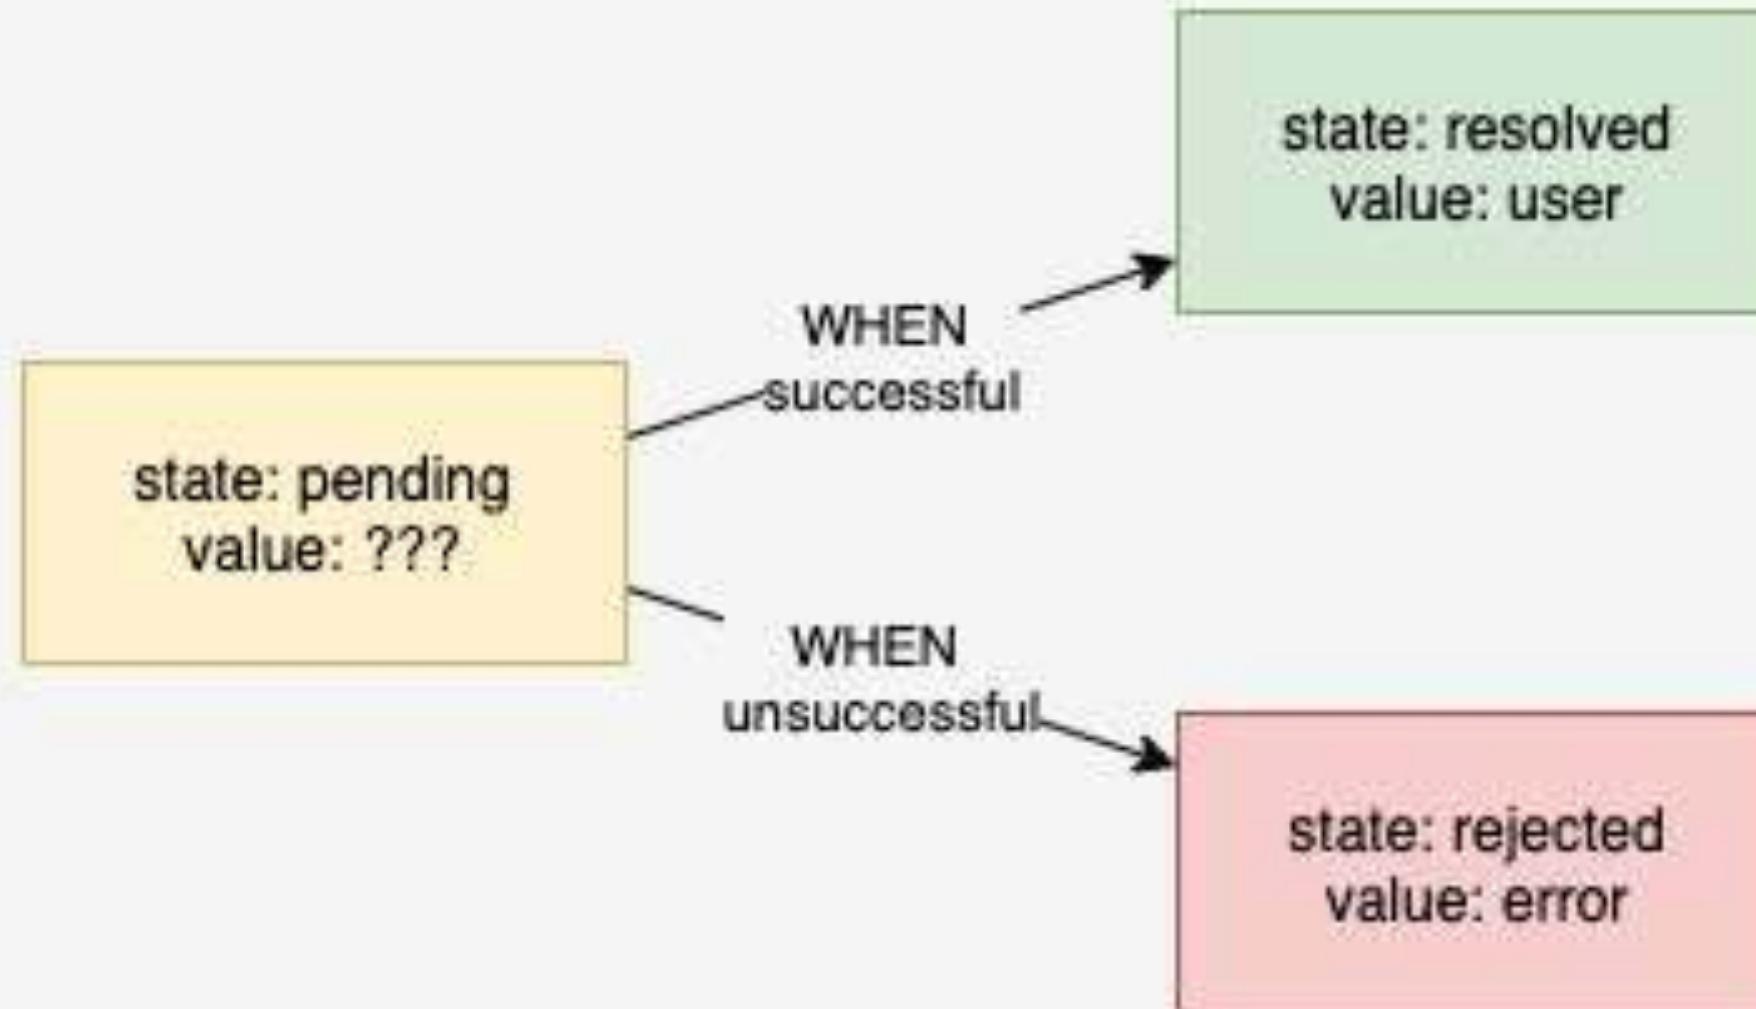 state: resolved
value: user
WHEN
successful
state: pending
value: ???
WHEN
unsuccessful
state: rejected
value: error